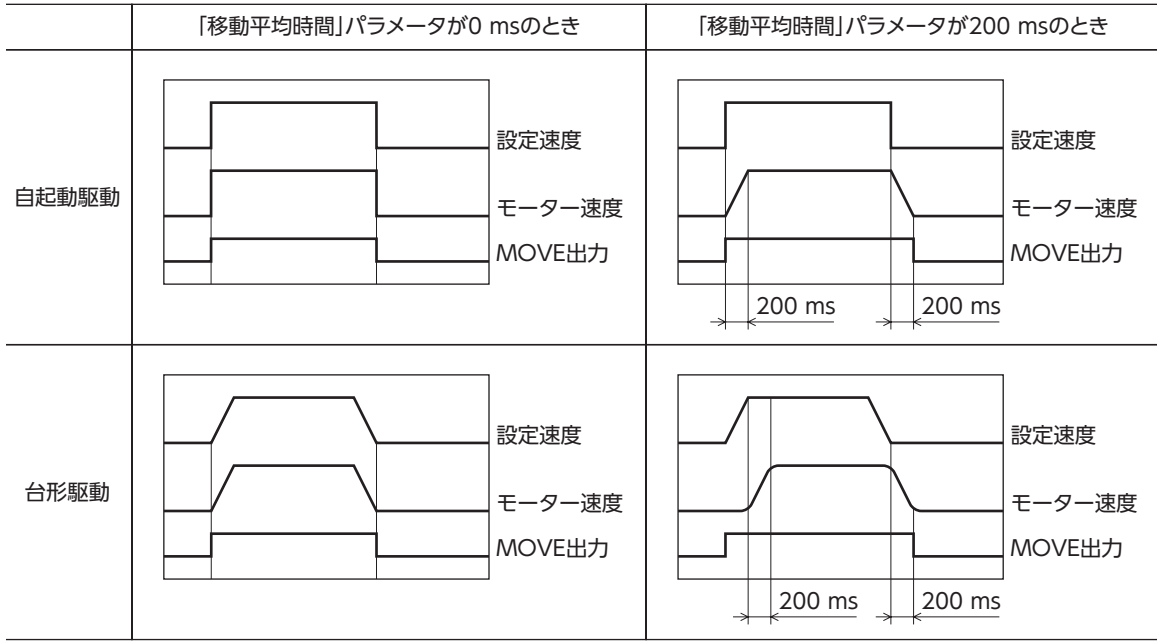 「移動平均時間」パラメータが0 msのとき
「移動平均時間」パラメータが200 msのとき
自起動駆動
設定速度
モーター速度
MOVE出力
設定速度
モーター速度
MOVE出力
200 ms
200 ms
台形駆動
設定速度
モーター速度
MOVE出力
設定速度
モーター速度
MOVE出力
200 ms
200 ms